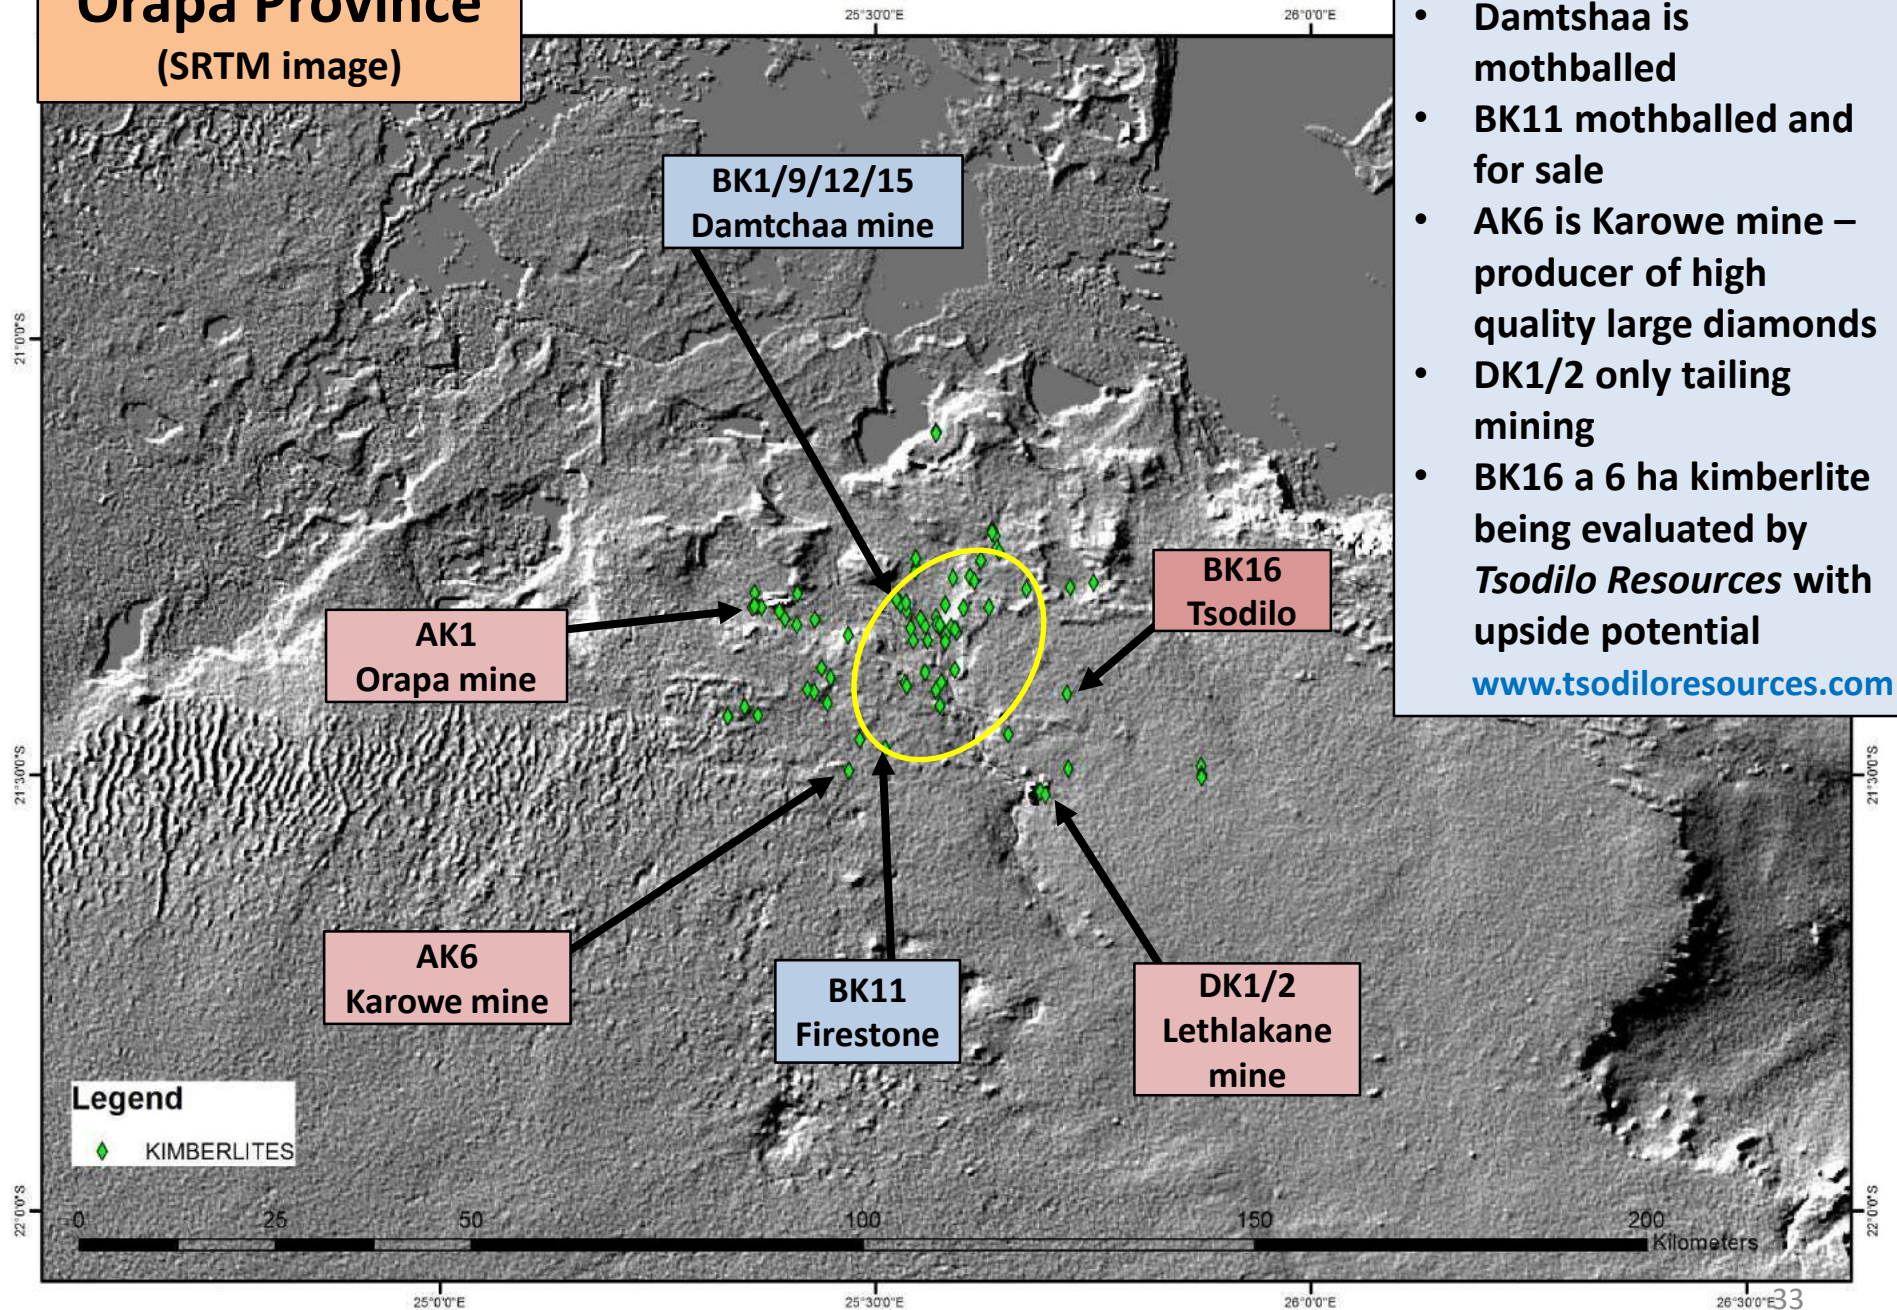 Orapa Province
(SRTM image)
25°30'0"E
26°0'0"E
• Damtshaa is
mothballed
• BK11 mothballed and
for sale
• AK6 is Karowe mine –
producer of high
quality large diamonds
• DK1/2 only tailing
mining
• BK16 a 6 ha kimberlite
being evaluated by
Tsodilo Resources with
upside potential
www.tsodiloresources.com
BK1/9/12/15
Damtchaa mine
21°0'0"S
BK16
Tsodilo
AK1
Orapa mine
21°30'0"S
21°30'0"S
AK6
Karowe mine
BK11
Firestone
DK1/2
Lethlakane
mine
Legend
KIMBERLITES
22°0'0"S
22°0'0"S
0 25 50 100 150 200
Kilometers
25°0'0"E
25°30'0"E
26°0'0"E
26°30'0"E
33